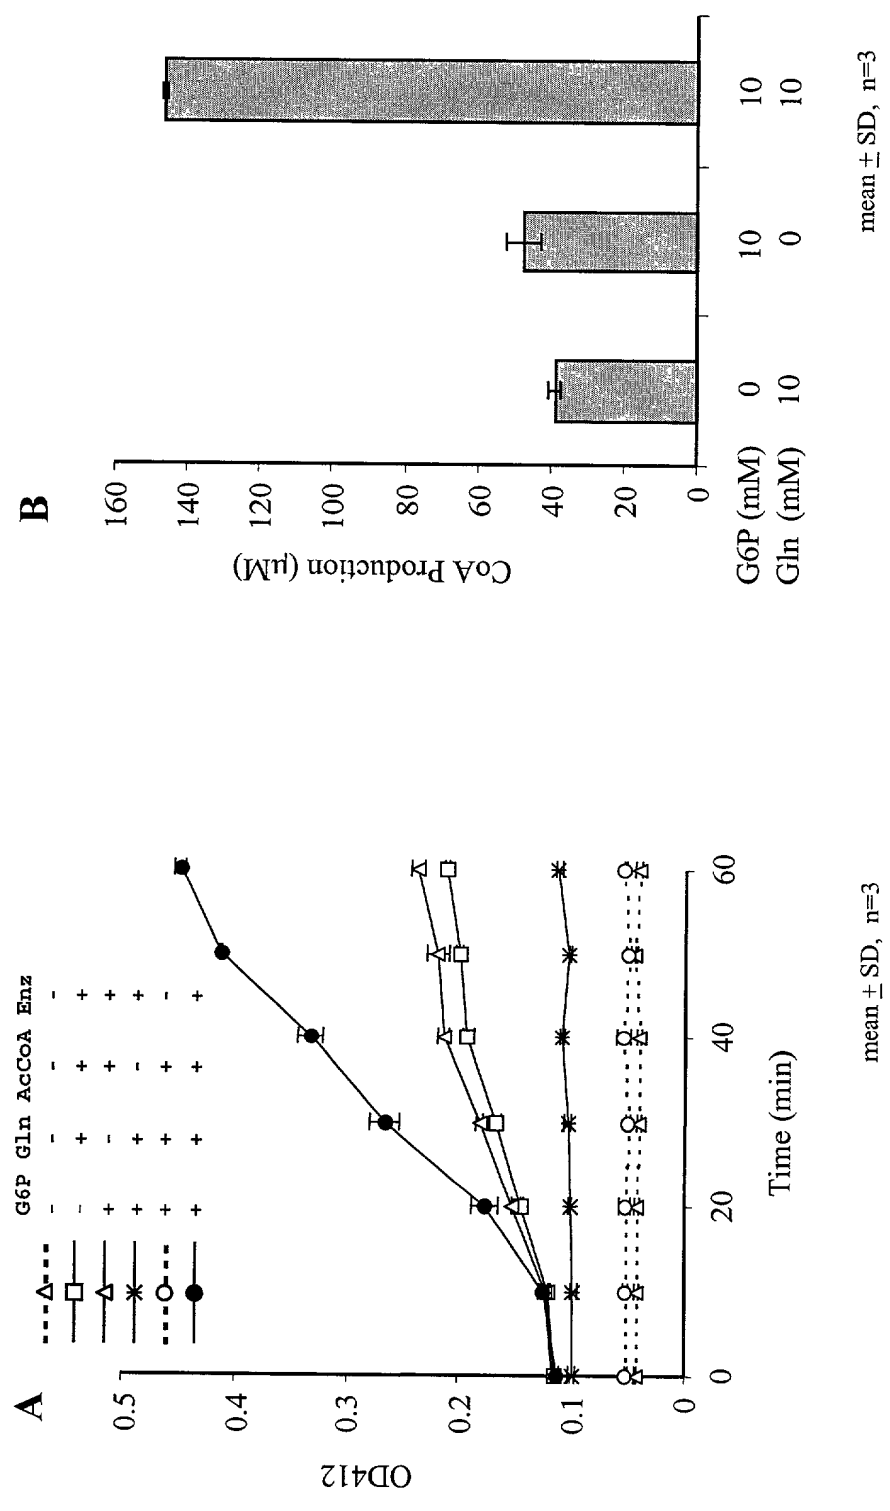 A
G6P Gln AcCoA Enz
- - - -
- + + +
+ - + +
+ + - +
+ + + -
+ + + +
OD412
0.5
0.4
0.3
0.2
0.1
0
0 20 40 60
Time (min)
mean ± SD, n=3
B
CoA Production (μM)
160
140
120
100
80
60
40
20
0
G6P (mM) 0 10 10
Gln (mM) 10 0 10
mean ± SD, n=3